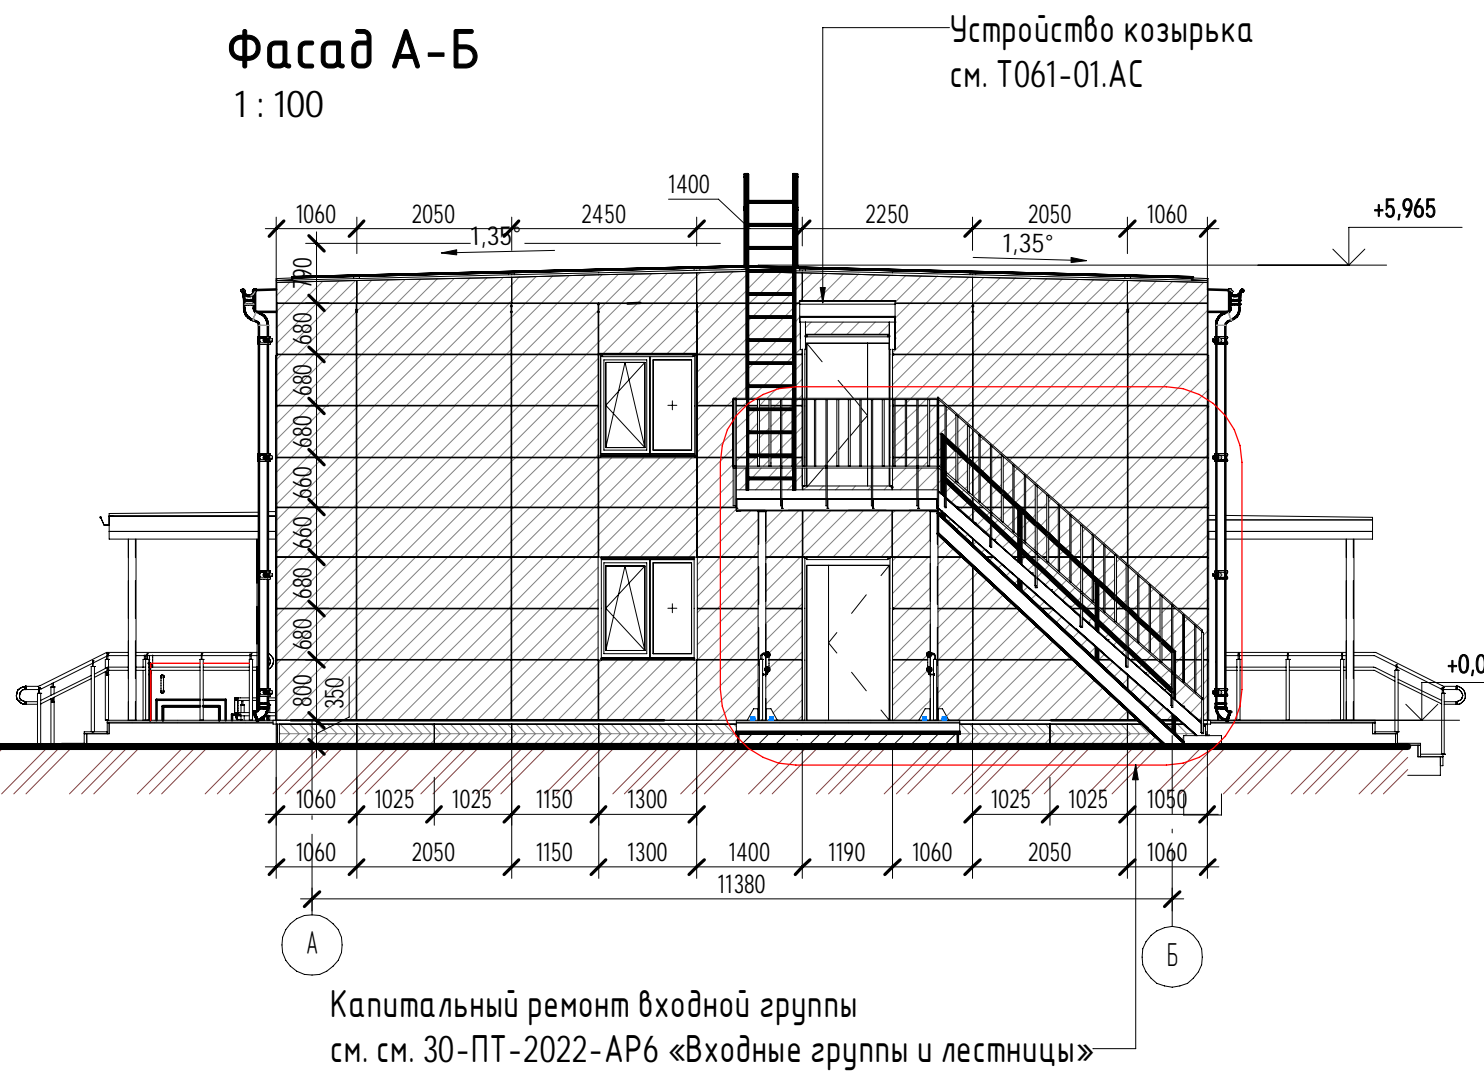 Фасад А-Б
1 : 100
Устройство козырька
см. Т061-01.АС
1400
1060 2050 2450 2250 2050 1060
+5,965
1,35° 1,35°
790
680
680
680
660
660
680
680
800
350
+0,0
1060 1025 1025 1150 1300 1025 1025 1050
1060 2050 1150 1300 1400 1190 1060 2050 1060
11380
А
Б
Капитальный ремонт входной группы
см. см. 30-ПТ-2022-АР6 «Входные группы и лестницы»